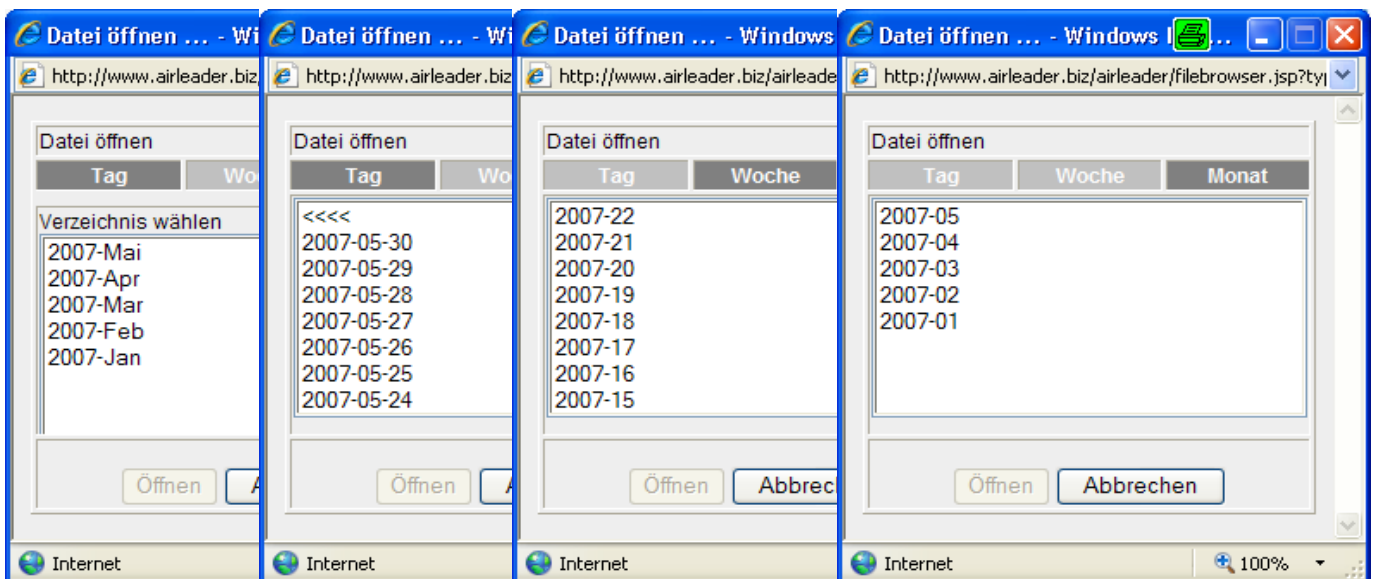 Datei öffnen ... - Wi
http://www.airleader.biz
Datei öffnen
Tag
Wo
Verzeichnis wählen
2007-Mai
2007-Apr
2007-Mar
2007-Feb
2007-Jan
Öffnen
A
Internet
Datei öffnen ... - Wi
http://www.airleader.biz
Datei öffnen
Tag
Wo
<<<<
2007-05-30
2007-05-29
2007-05-28
2007-05-27
2007-05-26
2007-05-25
2007-05-24
Öffnen
A
Internet
Datei öffnen ... - Windows
http://www.airleader.biz/airleade
Datei öffnen
Tag Woche
2007-22
2007-21
2007-20
2007-19
2007-18
2007-17
2007-16
2007-15
Öffnen Abbrec
Internet
Datei öffnen ... - Windows I...
http://www.airleader.biz/airleader/filebrowser.jsp?ty
Datei öffnen
Tag Woche Monat
2007-05
2007-04
2007-03
2007-02
2007-01
Öffnen Abbrechen
Internet 100%